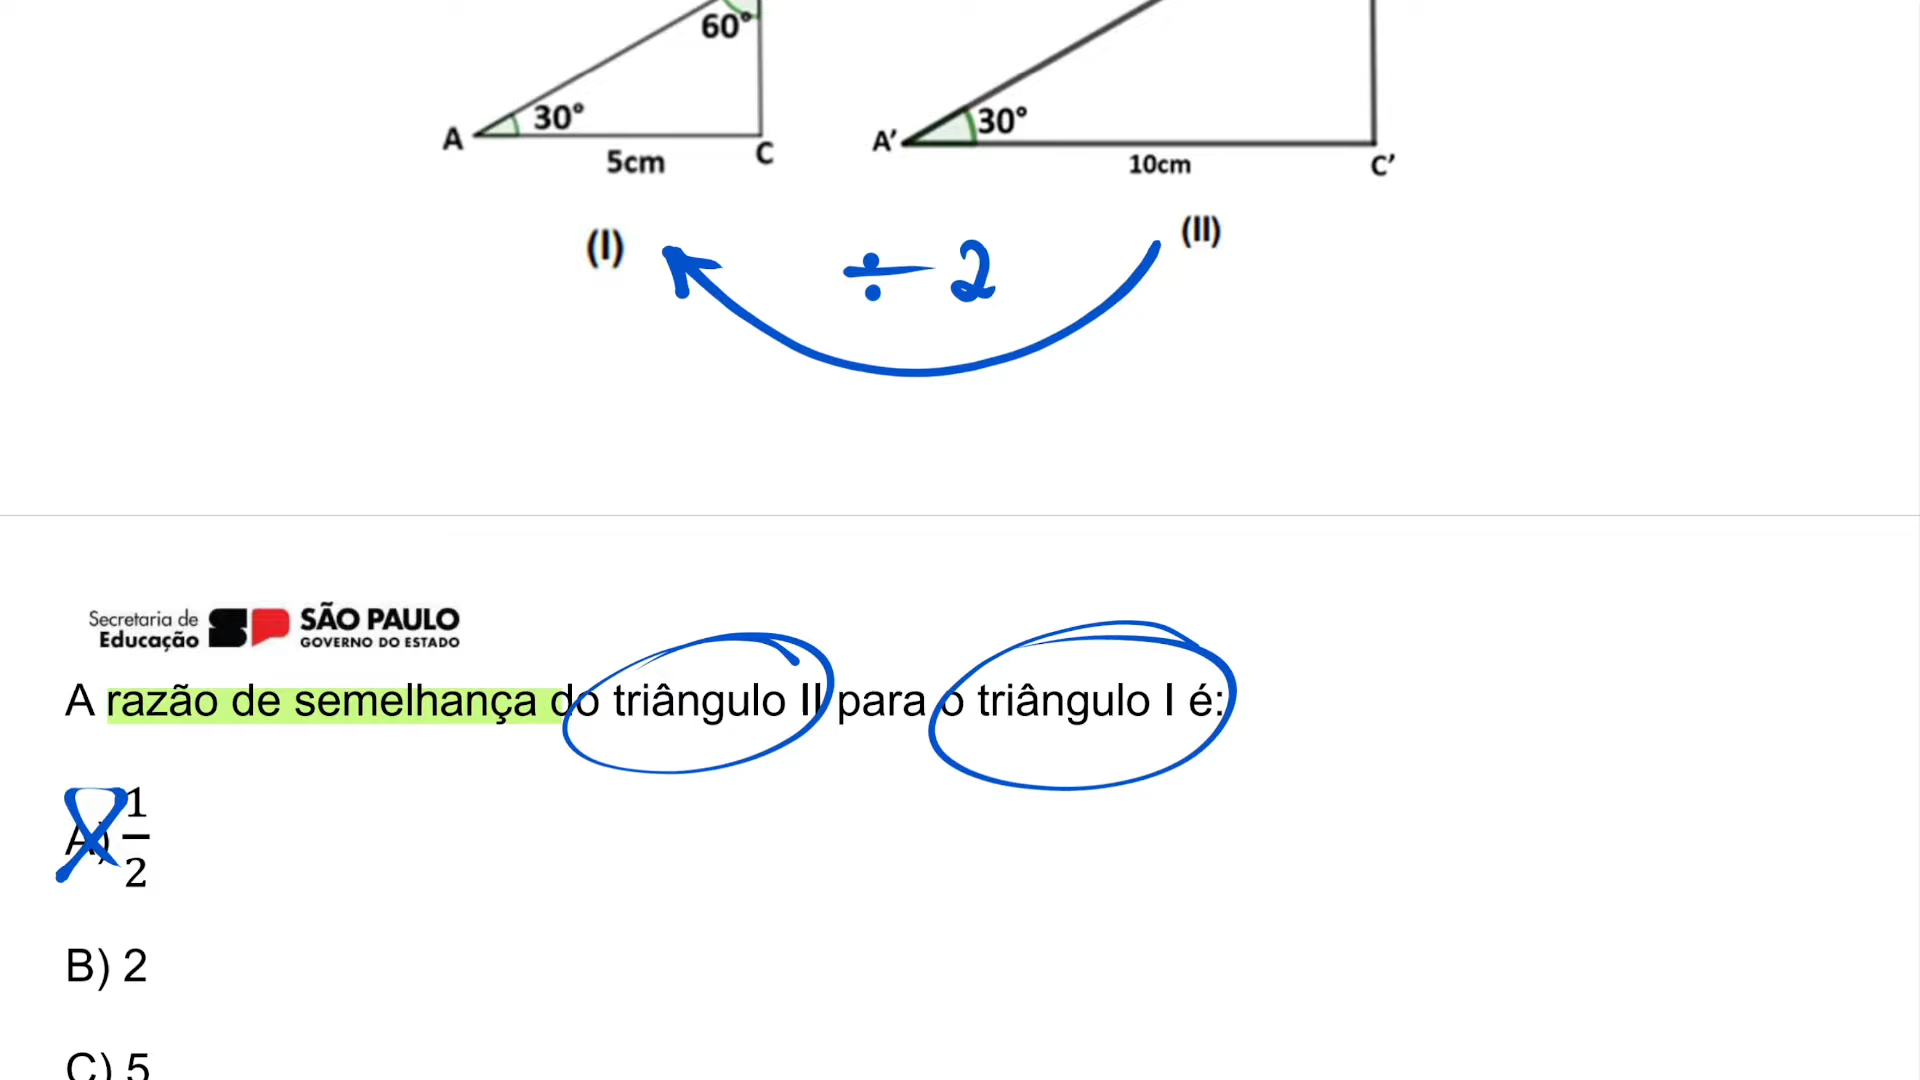 60°
30°
A
5cm
C
30°
A'
10cm
C'
(I)
÷ 2
(II)
Secretaria de
Educação
SÃO PAULO
GOVERNO DO ESTADO
A razão de semelhança do triângulo II para o triângulo I é:
A) 1/2
B) 2
C) 5